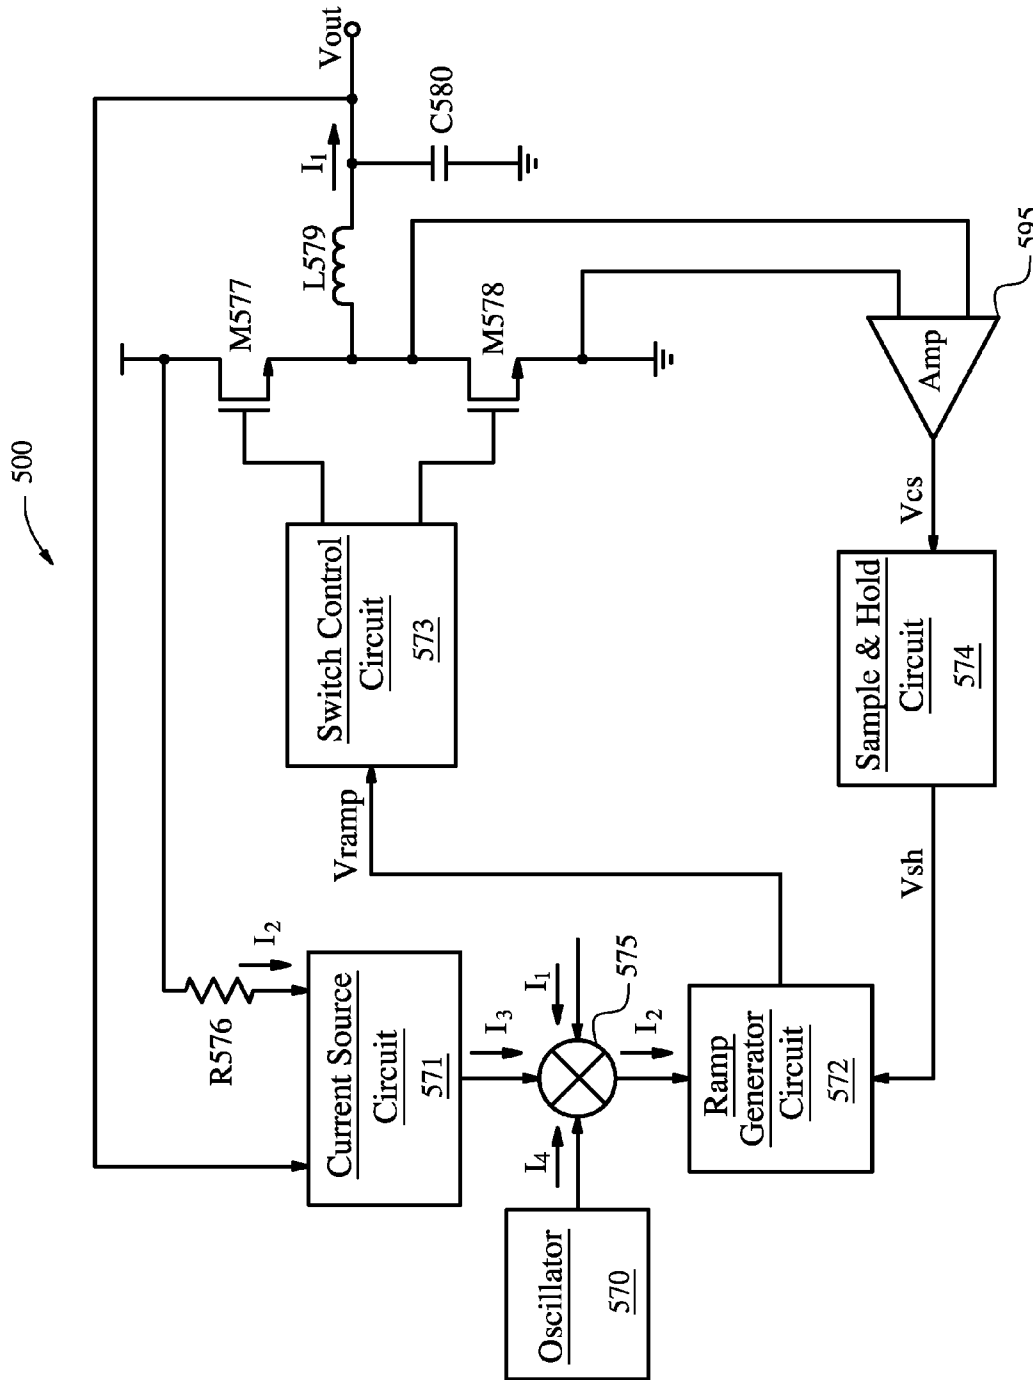 500
Vout
I1
C580
L579
M577
M578
595
Amp
Vcs
Switch Control
Circuit
573
Sample & Hold
Circuit
574
Vramp
Vsh
R576
I2
Current Source
Circuit
571
I3
I1
575
I4
I2
Ramp
Generator
Circuit
572
Oscillator
570